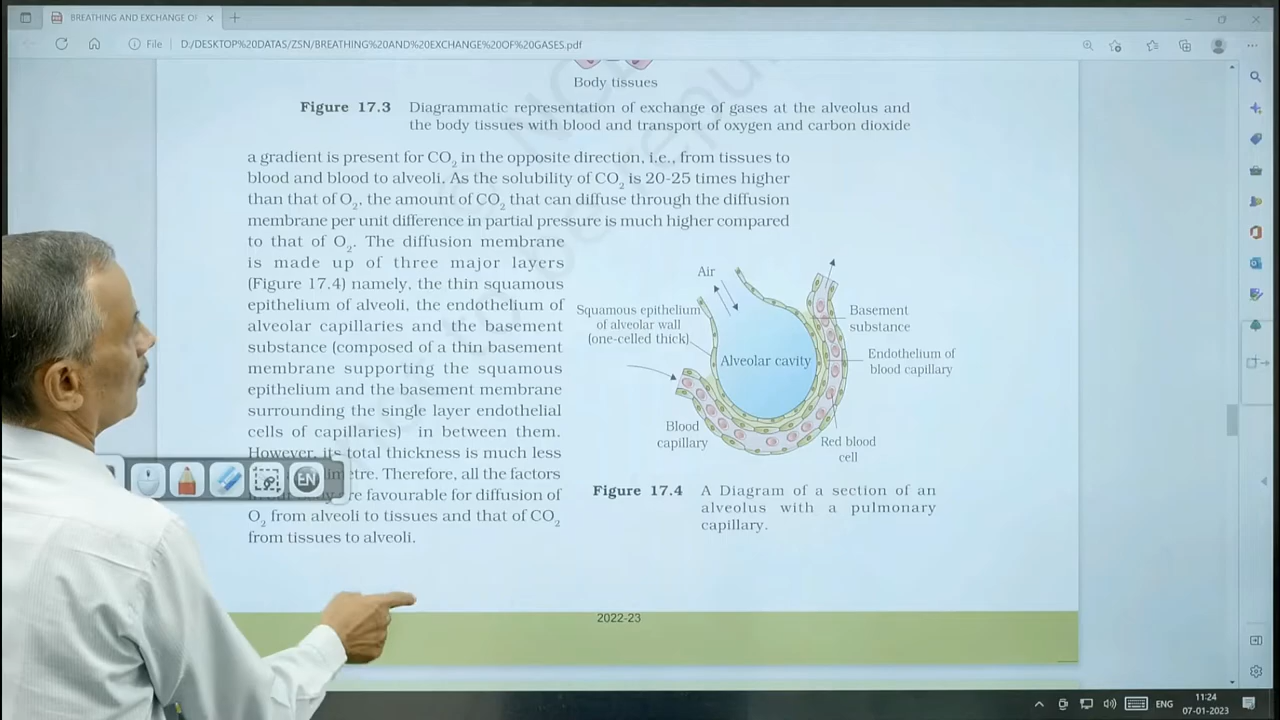 BREATHING AND EXCHANGE OF
File
D:/DESKTOP%20DATAS/ZSN/BREATHING%20AND%20EXCHANGE%20OF%20GASES.pdf
Body tissues
Figure 17.3 Diagrammatic representation of exchange of gases at the alveolus and
the body tissues with blood and transport of oxygen and carbon dioxide
a gradient is present for CO₂ in the opposite direction, i.e., from tissues to
blood and blood to alveoli. As the solubility of CO₂ is 20-25 times higher
than that of O₂, the amount of CO₂ that can diffuse through the diffusion
membrane per unit difference in partial pressure is much higher compared
to that of O₂. The diffusion membrane
is made up of three major layers
(Figure 17.4) namely, the thin squamous
epithelium of alveoli, the endothelium of
alveolar capillaries and the basement
substance (composed of a thin basement
membrane supporting the squamous
epithelium and the basement membrane
surrounding the single layer endothelial
cells of capillaries) in between them.
However, its total thickness is much less
etre. Therefore, all the factors
re favourable for diffusion of
O₂ from alveoli to tissues and that of CO₂
from tissues to alveoli.
Air
Squamous epithelium
of alveolar wall
(one-celled thick)
Alveolar cavity
Basement
substance
Endothelium of
blood capillary
Blood
capillary
Red blood
cell
Figure 17.4 A Diagram of a section of an
alveolus with a pulmonary
capillary.
EN
2022-23
ENG
11:24
07-01-2023